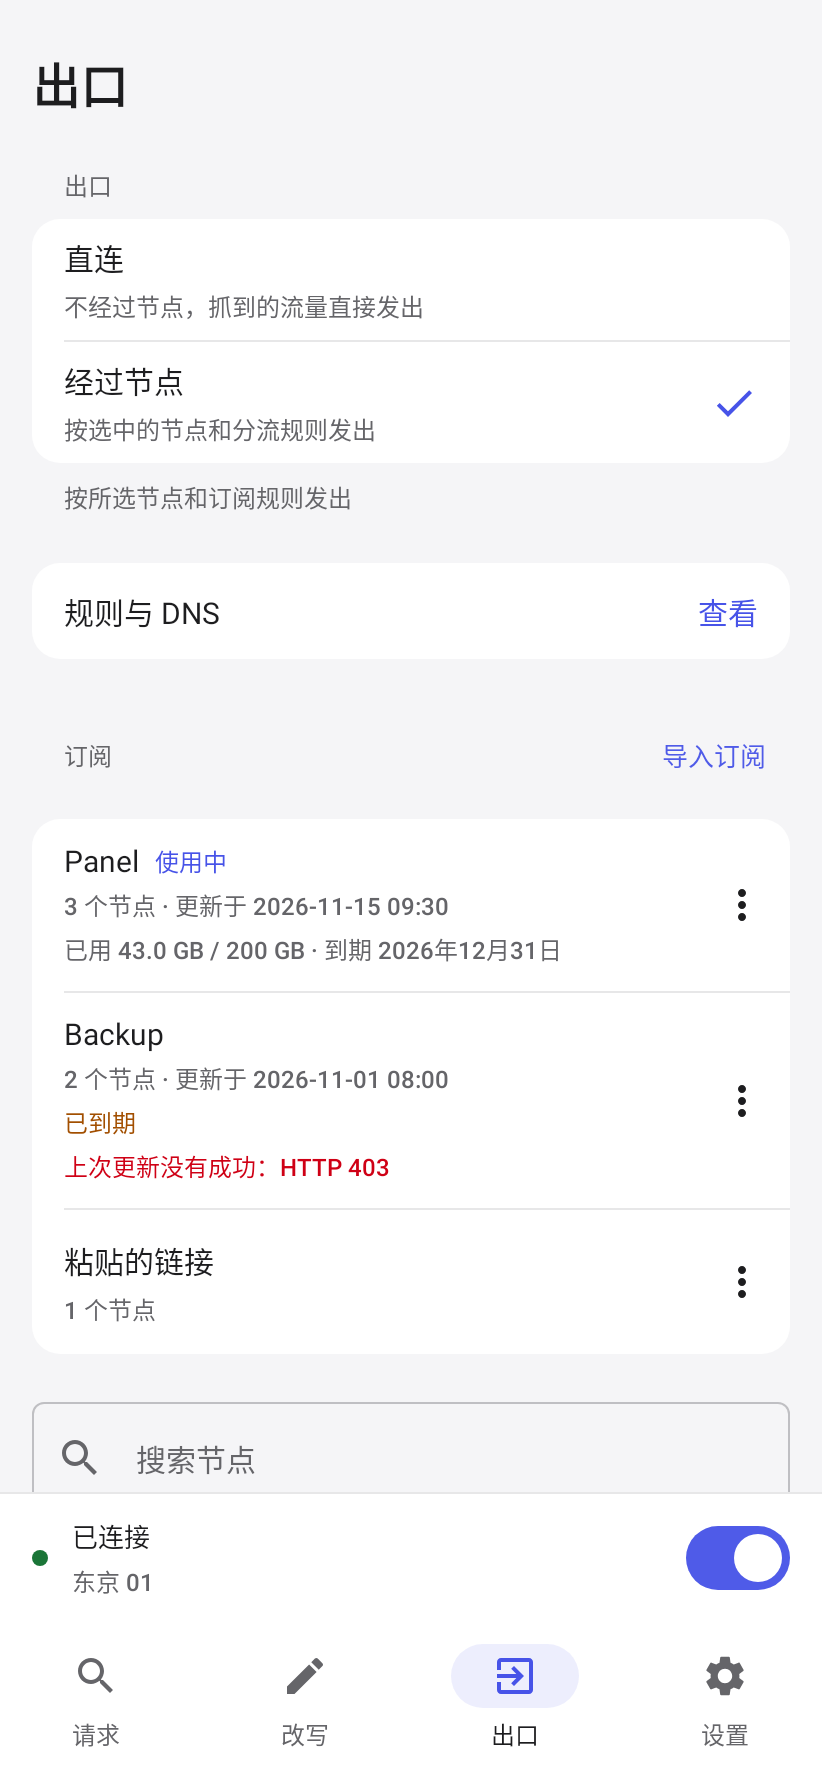 出口
出口
直连
不经过节点，抓到的流量直接发出
经过节点
按选中的节点和分流规则发出
按所选节点和订阅规则发出
规则与 DNS 查看
订阅 导入订阅
Panel 使用中
3 个节点 · 更新于 2026-11-15 09:30
已用 43.0 GB / 200 GB · 到期 2026年12月31日
Backup
2 个节点 · 更新于 2026-11-01 08:00
已到期
上次更新没有成功：HTTP 403
粘贴的链接
1 个节点
搜索节点
已连接
东京 01
请求 改写 出口 设置